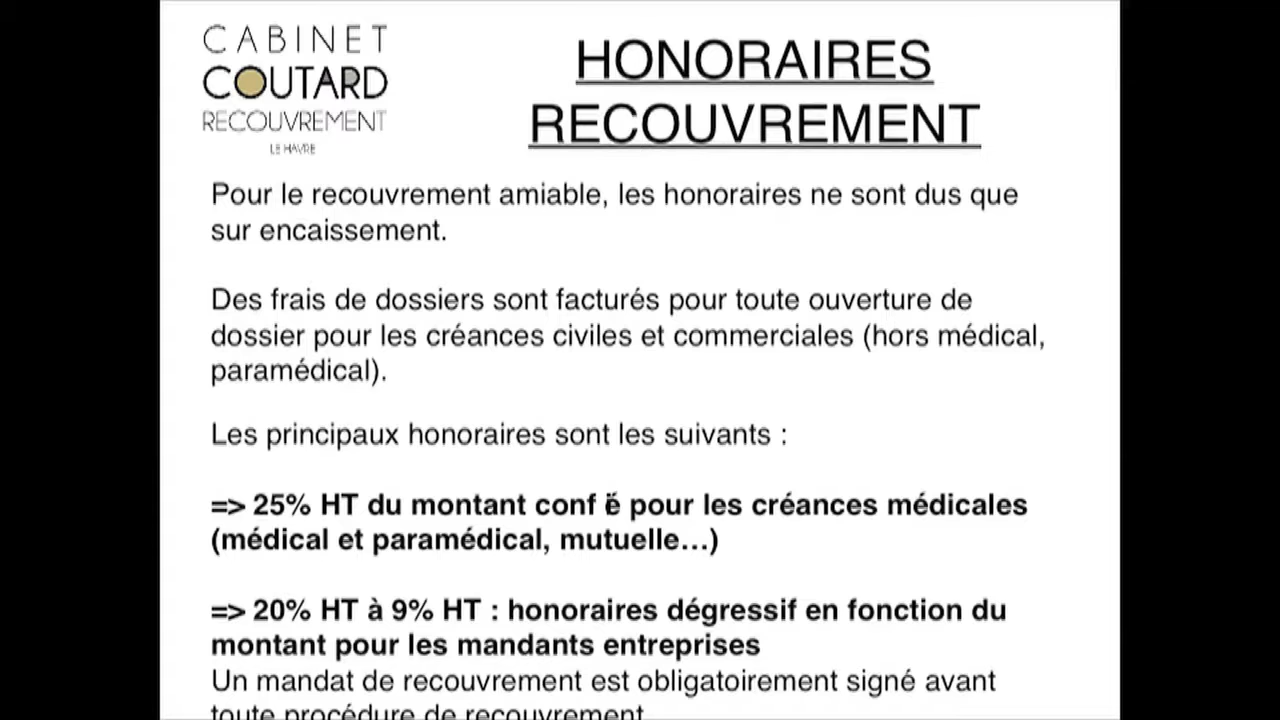 CABINET
COUTARD
RECOUVREMENT
LE HAVRE
HONORAIRES
RECOUVREMENT
Pour le recouvrement amiable, les honoraires ne sont dus que
sur encaissement.
Des frais de dossiers sont facturés pour toute ouverture de
dossier pour les créances civiles et commerciales (hors médical,
paramédical).
Les principaux honoraires sont les suivants :
=> 25% HT du montant pour les créances médicales
(médical et paramédical, mutuelle…)
=> 20% HT à 9% HT : honoraires dégressif en fonction du
montant pour les mandants entreprises
Un mandat de recouvrement est obligatoirement signé avant
toute procédure de recouvrement